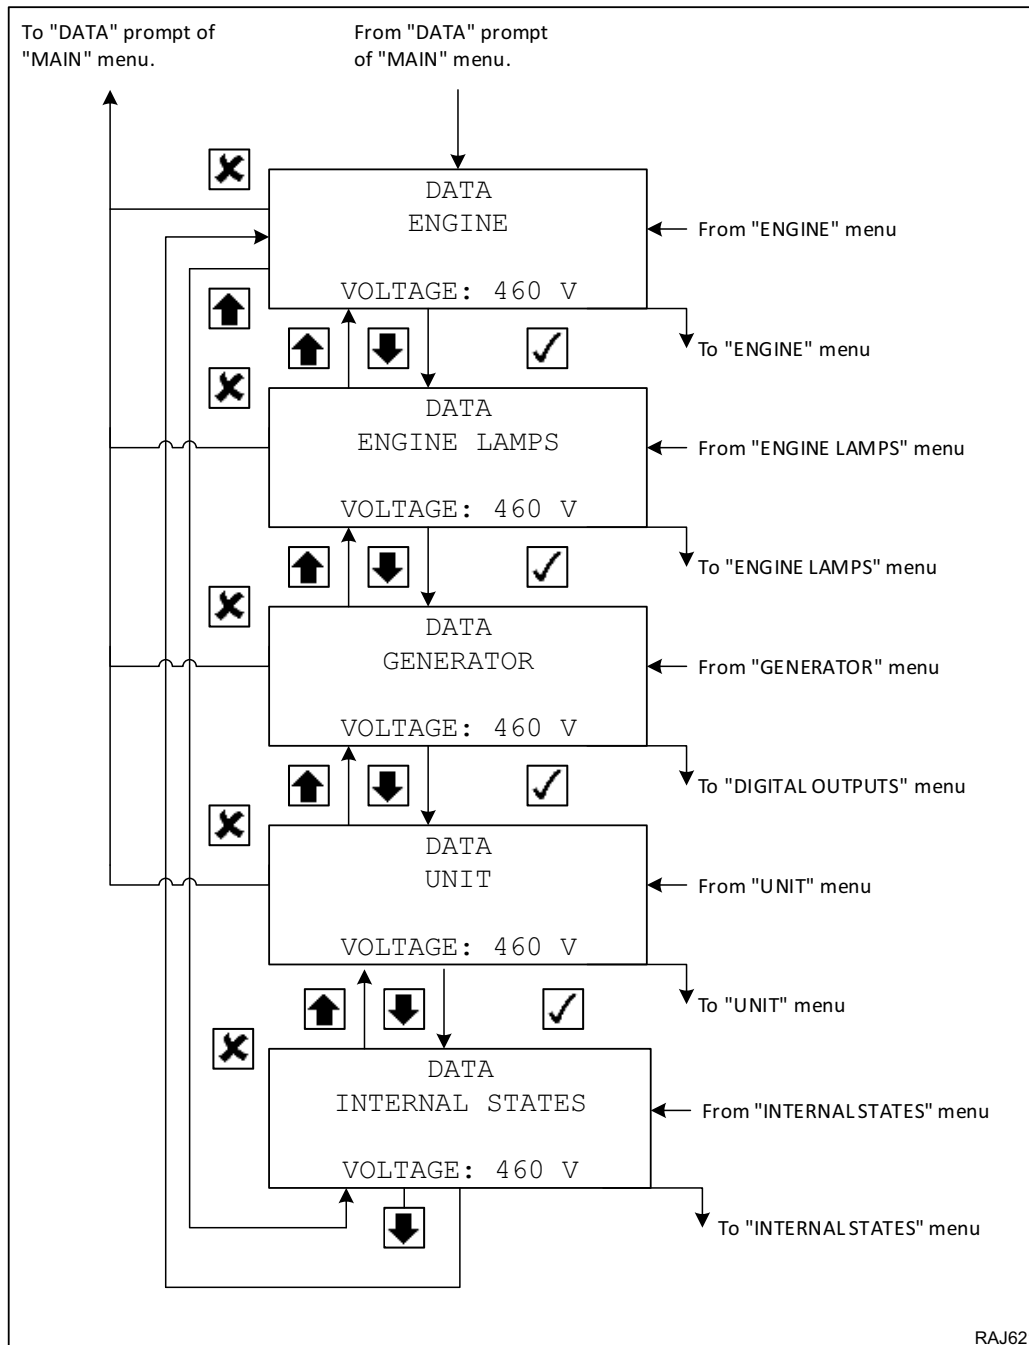 To "DATA" prompt of
"MAIN" menu.
From "DATA" prompt
of "MAIN" menu.
DATA
ENGINE
VOLTAGE: 460 V
From "ENGINE" menu
To "ENGINE" menu
DATA
ENGINE LAMPS
VOLTAGE: 460 V
From "ENGINE LAMPS" menu
To "ENGINE LAMPS" menu
DATA
GENERATOR
VOLTAGE: 460 V
From "GENERATOR" menu
To "DIGITAL OUTPUTS" menu
DATA
UNIT
VOLTAGE: 460 V
From "UNIT" menu
To "UNIT" menu
DATA
INTERNAL STATES
VOLTAGE: 460 V
From "INTERNAL STATES" menu
To "INTERNAL STATES" menu
RAJ62